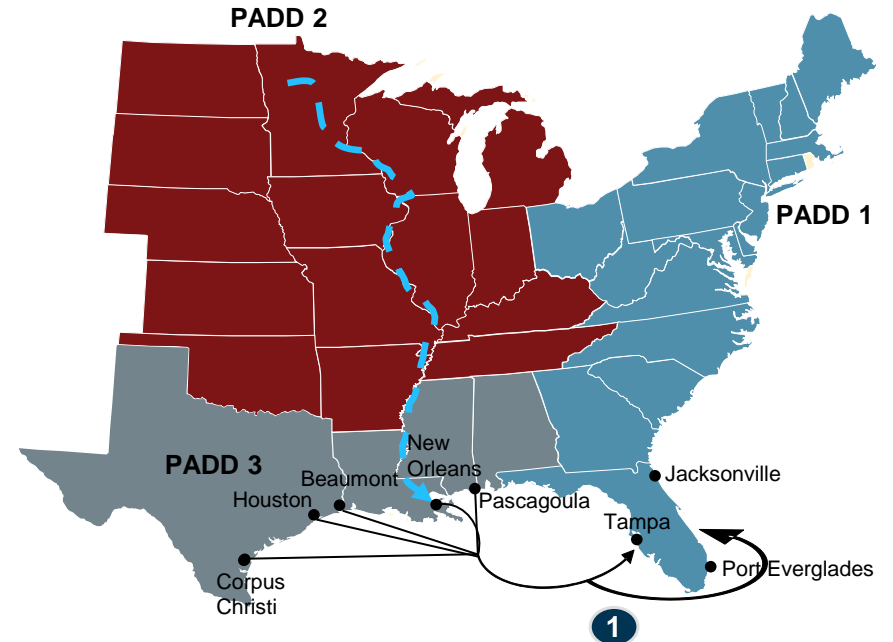 PADD 2
PADD 1
PADD 3
New
Orleans
Beaumont
Houston
Pascagoula
Jacksonville
Tampa
Port Everglades
Corpus
Christi
1